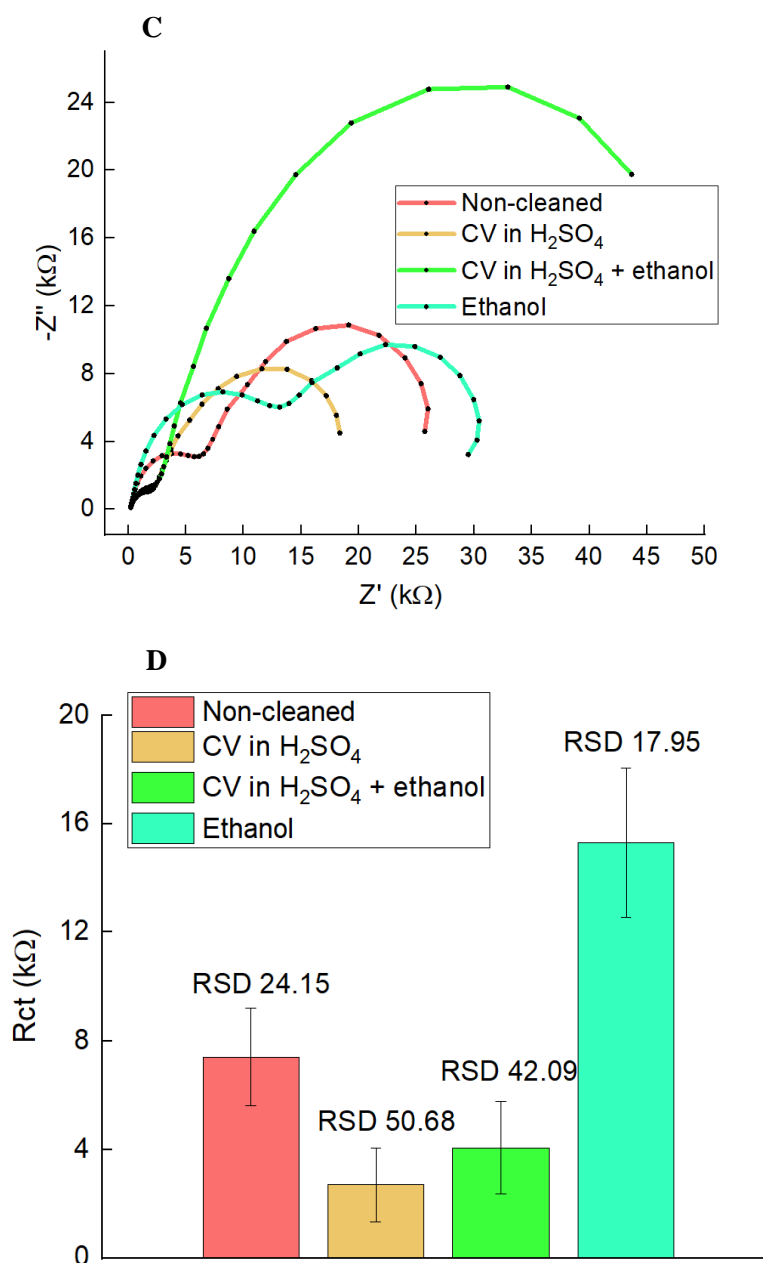 C
24
20
16
12
8
4
0
-Z'' (kΩ)
Non-cleaned
CV in H₂SO₄
CV in H₂SO₄ + ethanol
Ethanol
0 5 10 15 20 25 30 35 40 45 50
Z' (kΩ)
D
Non-cleaned
CV in H₂SO₄
CV in H₂SO₄ + ethanol
Ethanol
20
16
12
8
4
0
Rct (kΩ)
RSD 24.15
RSD 50.68
RSD 42.09
RSD 17.95